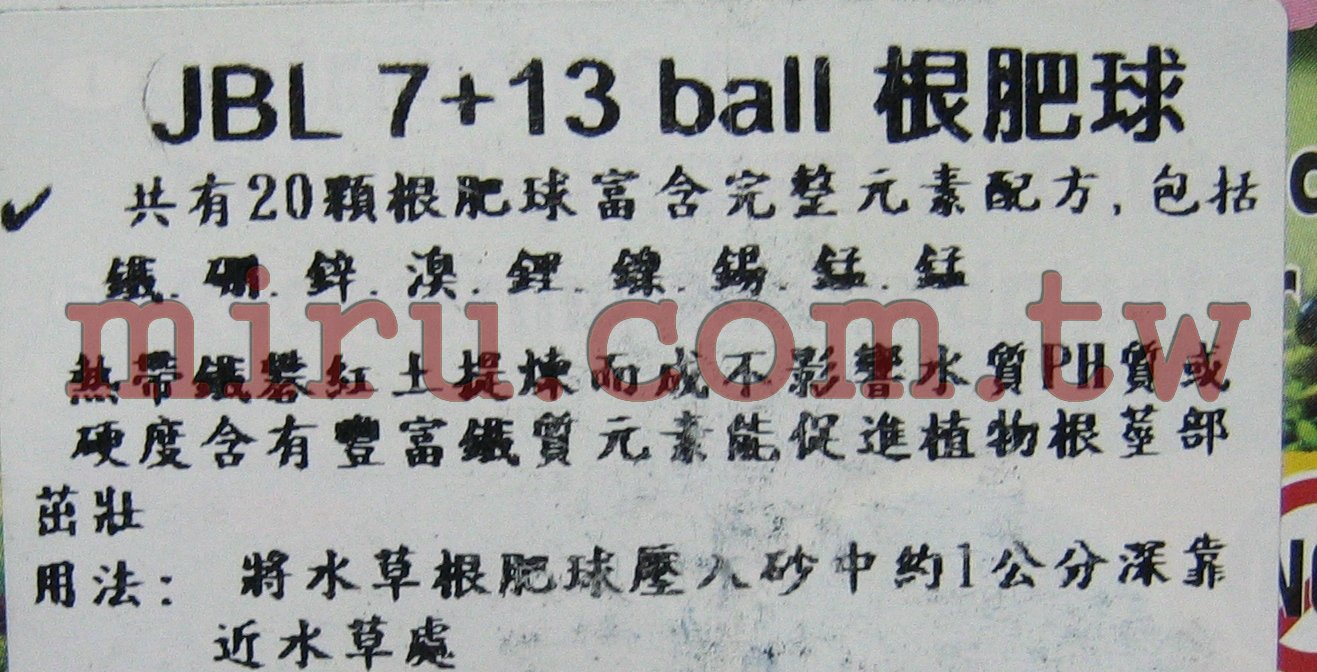 JBL 7+13 ball 根肥球
✓ 共有20顆根肥球富含完整元素配方, 包括
鐵. 硼. 鋅. 溴. 鋰. 鎳. 錫. 錳. 錳
miru.com.tw
熱帶鐵礬紅土提煉而成不影響水質PH質或
硬度含有豐富鐵質元素能促進植物根莖部
茁壯
用法: 將水草根肥球壓入砂中約1公分深靠
近水草處